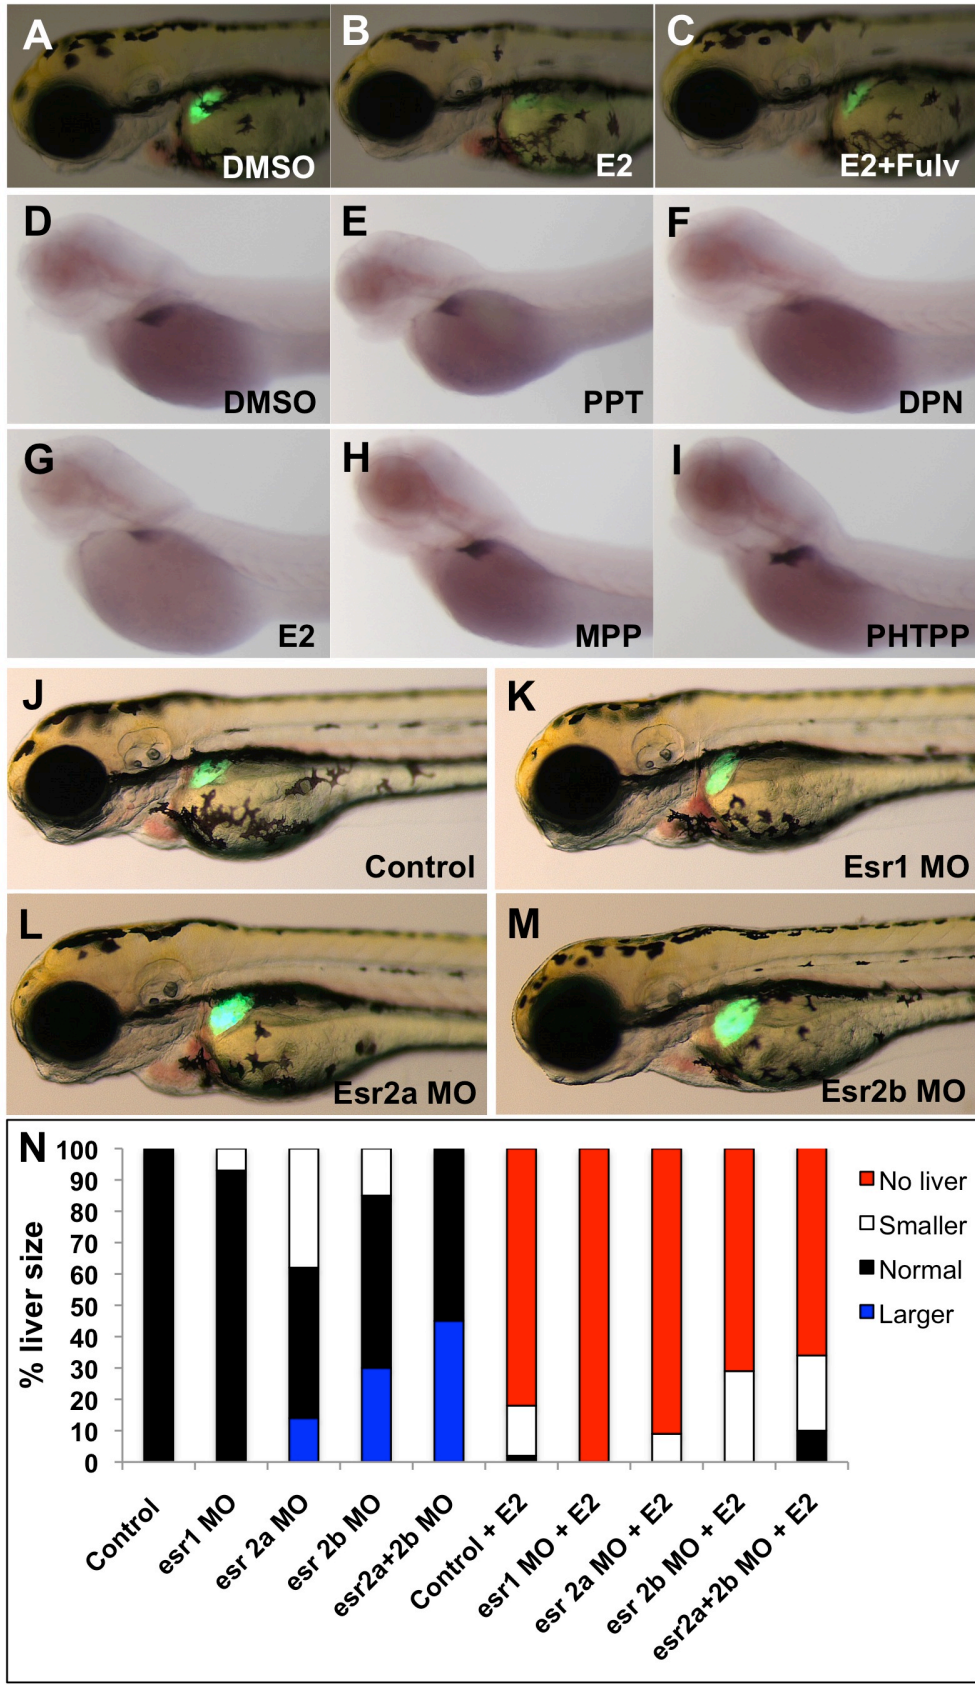 A
DMSO
B
E2
C
E2+Fulv
D
DMSO
E
PPT
F
DPN
G
E2
H
MPP
I
PHTPP
J
Control
K
Esr1 MO
L
Esr2a MO
M
Esr2b MO
N
% liver size
100
90
80
70
60
50
40
30
20
10
0
Control
esr1 MO
esr 2a MO
esr 2b MO
esr2a+2b MO
Control + E2
esr1 MO + E2
esr 2a MO + E2
esr 2b MO + E2
esr2a+2b MO + E2
No liver
Smaller
Normal
Larger